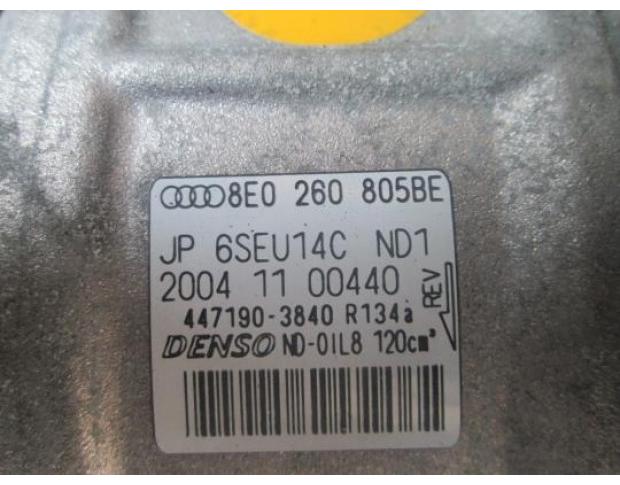 8E0 260 805BE
JP 6SEU14C ND1
2004 11 00440
REV
447190-3840 R134a
DENSO ND-OIL8 120cm³